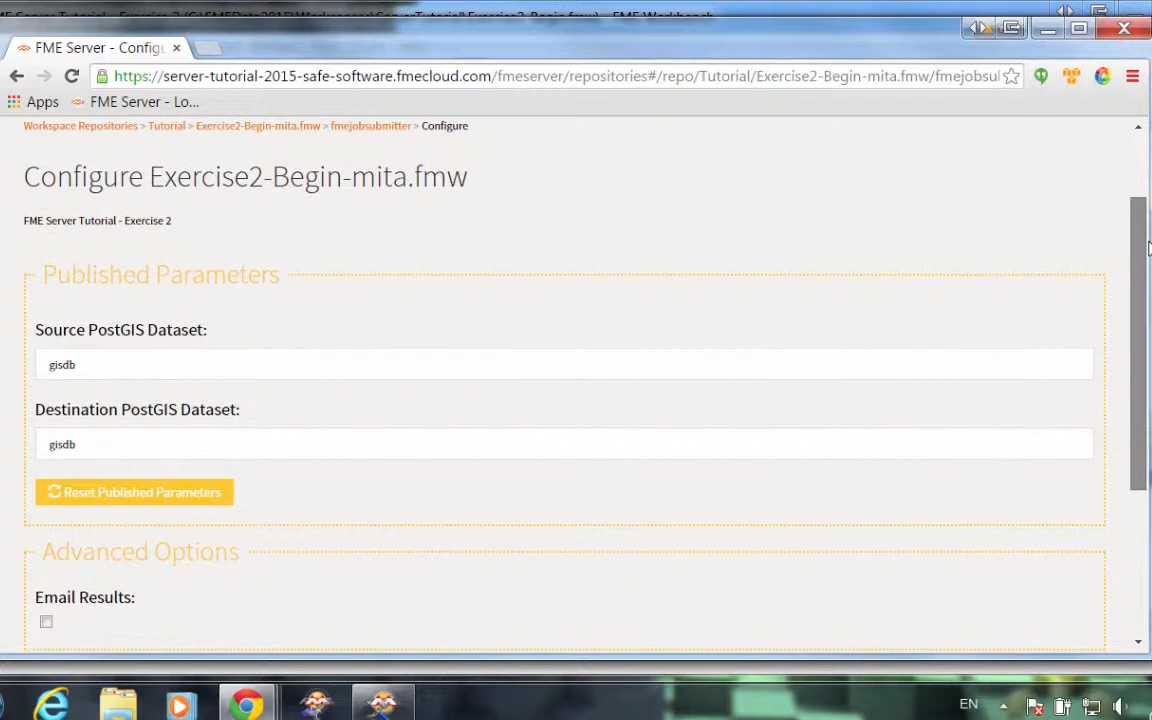 FME Server - Config
https://server-tutorial-2015-safe-software.fmecloud.com/fmeserver/repositories#/repo/Tutorial/Exercise2-Begin-mita.fmw/fmejobsul
Apps FME Server - Lo...
Workspace Repositories > Tutorial > Exercise2-Begin-mita.fmw > fmejobsubmitter > Configure
Configure Exercise2-Begin-mita.fmw
FME Server Tutorial - Exercise 2
Published Parameters
Source PostGIS Dataset:
gisdb
Destination PostGIS Dataset:
gisdb
Reset Published Parameters
Advanced Options
Email Results:
EN